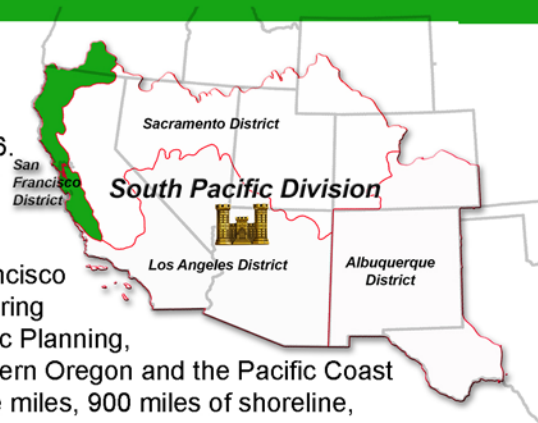 Sacramento District
6.
San
Francisco
District
South Pacific Division
Los Angeles District
Albuquerque
District
ncisco
ring
c Planning,
ern Oregon and the Pacific Coast
e miles, 900 miles of shoreline,